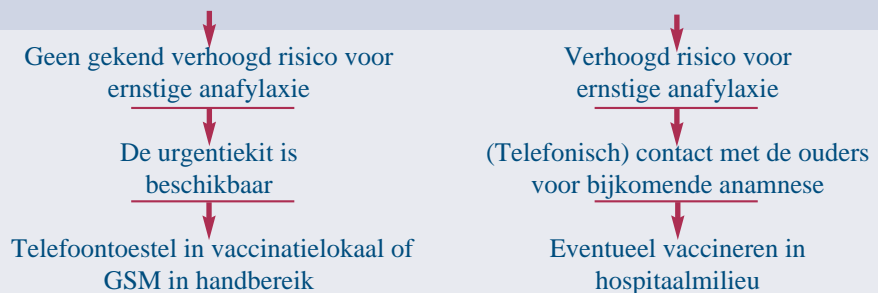 Geen gekend verhoogd risico voor
ernstige anafylaxie
De urgentiekit is
beschikbaar
Telefoontoestel in vaccinatielokaal of
GSM in handbereik
Verhoogd risico voor
ernstige anafylaxie
(Telefonisch) contact met de ouders
voor bijkomende anamnese
Eventueel vaccineren in
hospitaalmilieu